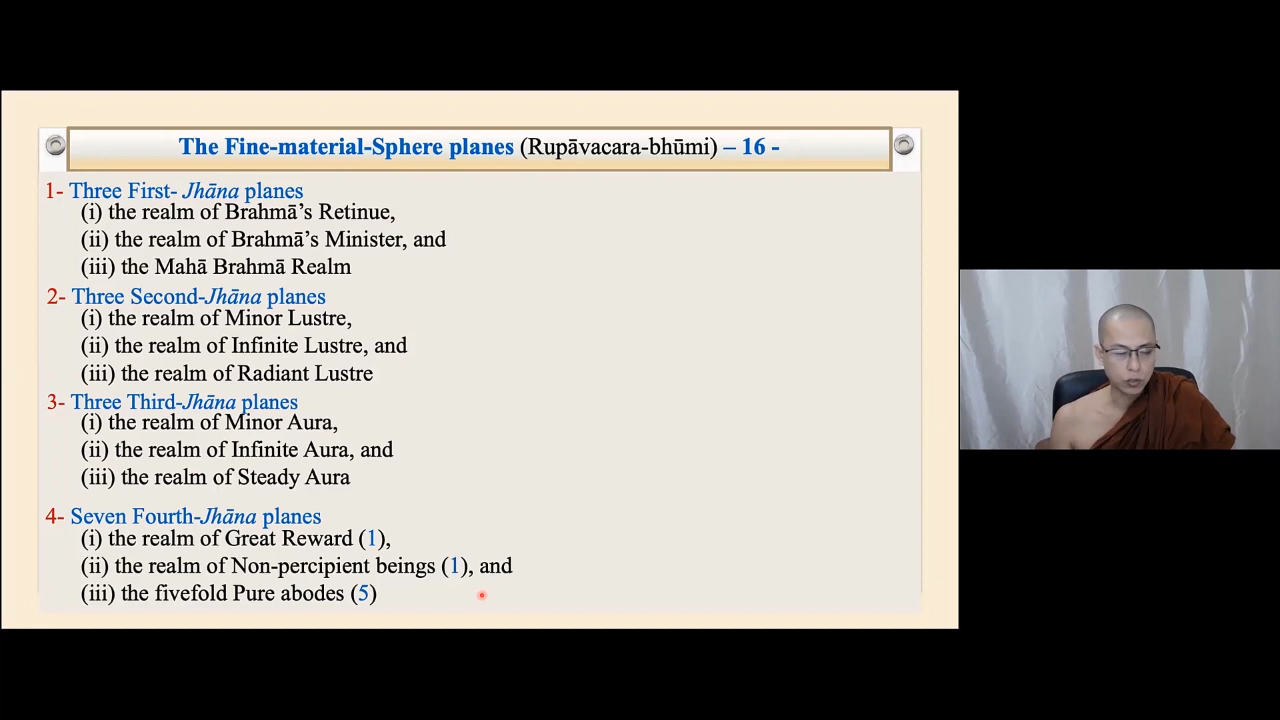 The Fine-material-Sphere planes (Rupāvacara-bhūmi) – 16 -
1- Three First- Jhāna planes
(i) the realm of Brahmā’s Retinue,
(ii) the realm of Brahmā’s Minister, and
(iii) the Mahā Brahmā Realm
2- Three Second-Jhāna planes
(i) the realm of Minor Lustre,
(ii) the realm of Infinite Lustre, and
(iii) the realm of Radiant Lustre
3- Three Third-Jhāna planes
(i) the realm of Minor Aura,
(ii) the realm of Infinite Aura, and
(iii) the realm of Steady Aura
4- Seven Fourth-Jhāna planes
(i) the realm of Great Reward (1),
(ii) the realm of Non-percipient beings (1), and
(iii) the fivefold Pure abodes (5)